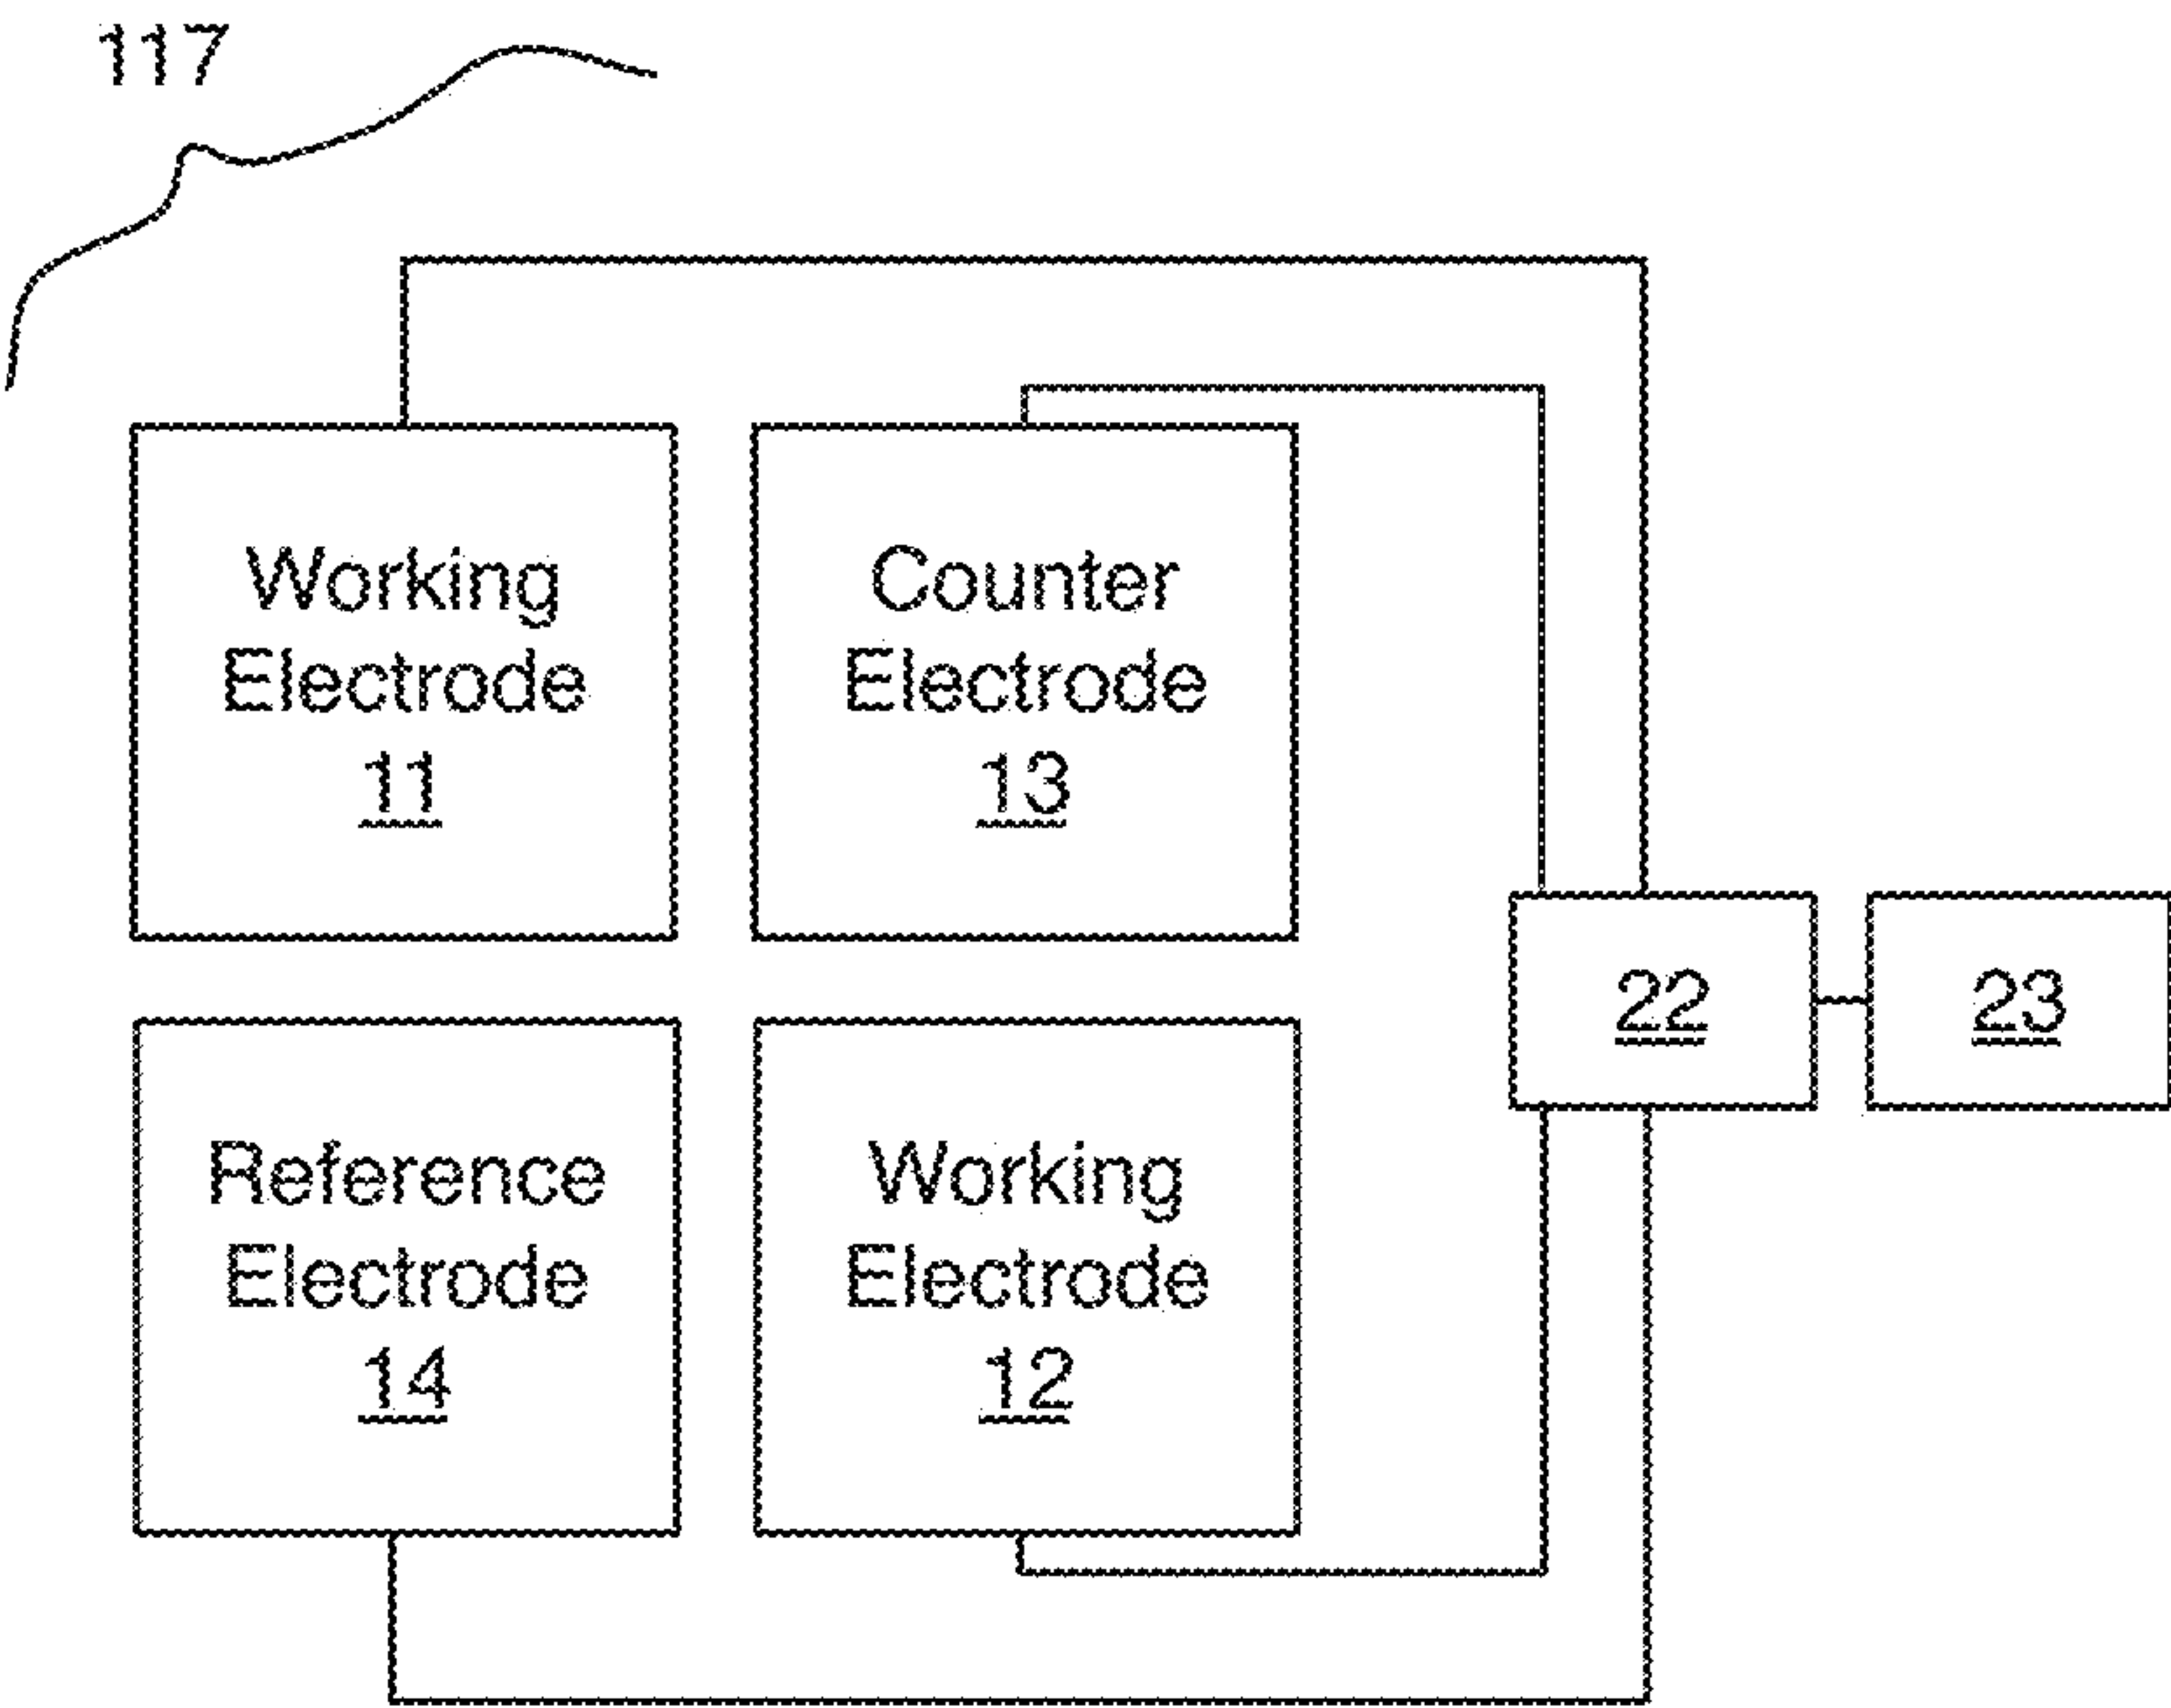 117
Working
Electrode
11
Counter
Electrode
13
22
23
Reference
Electrode
14
Working
Electrode
12